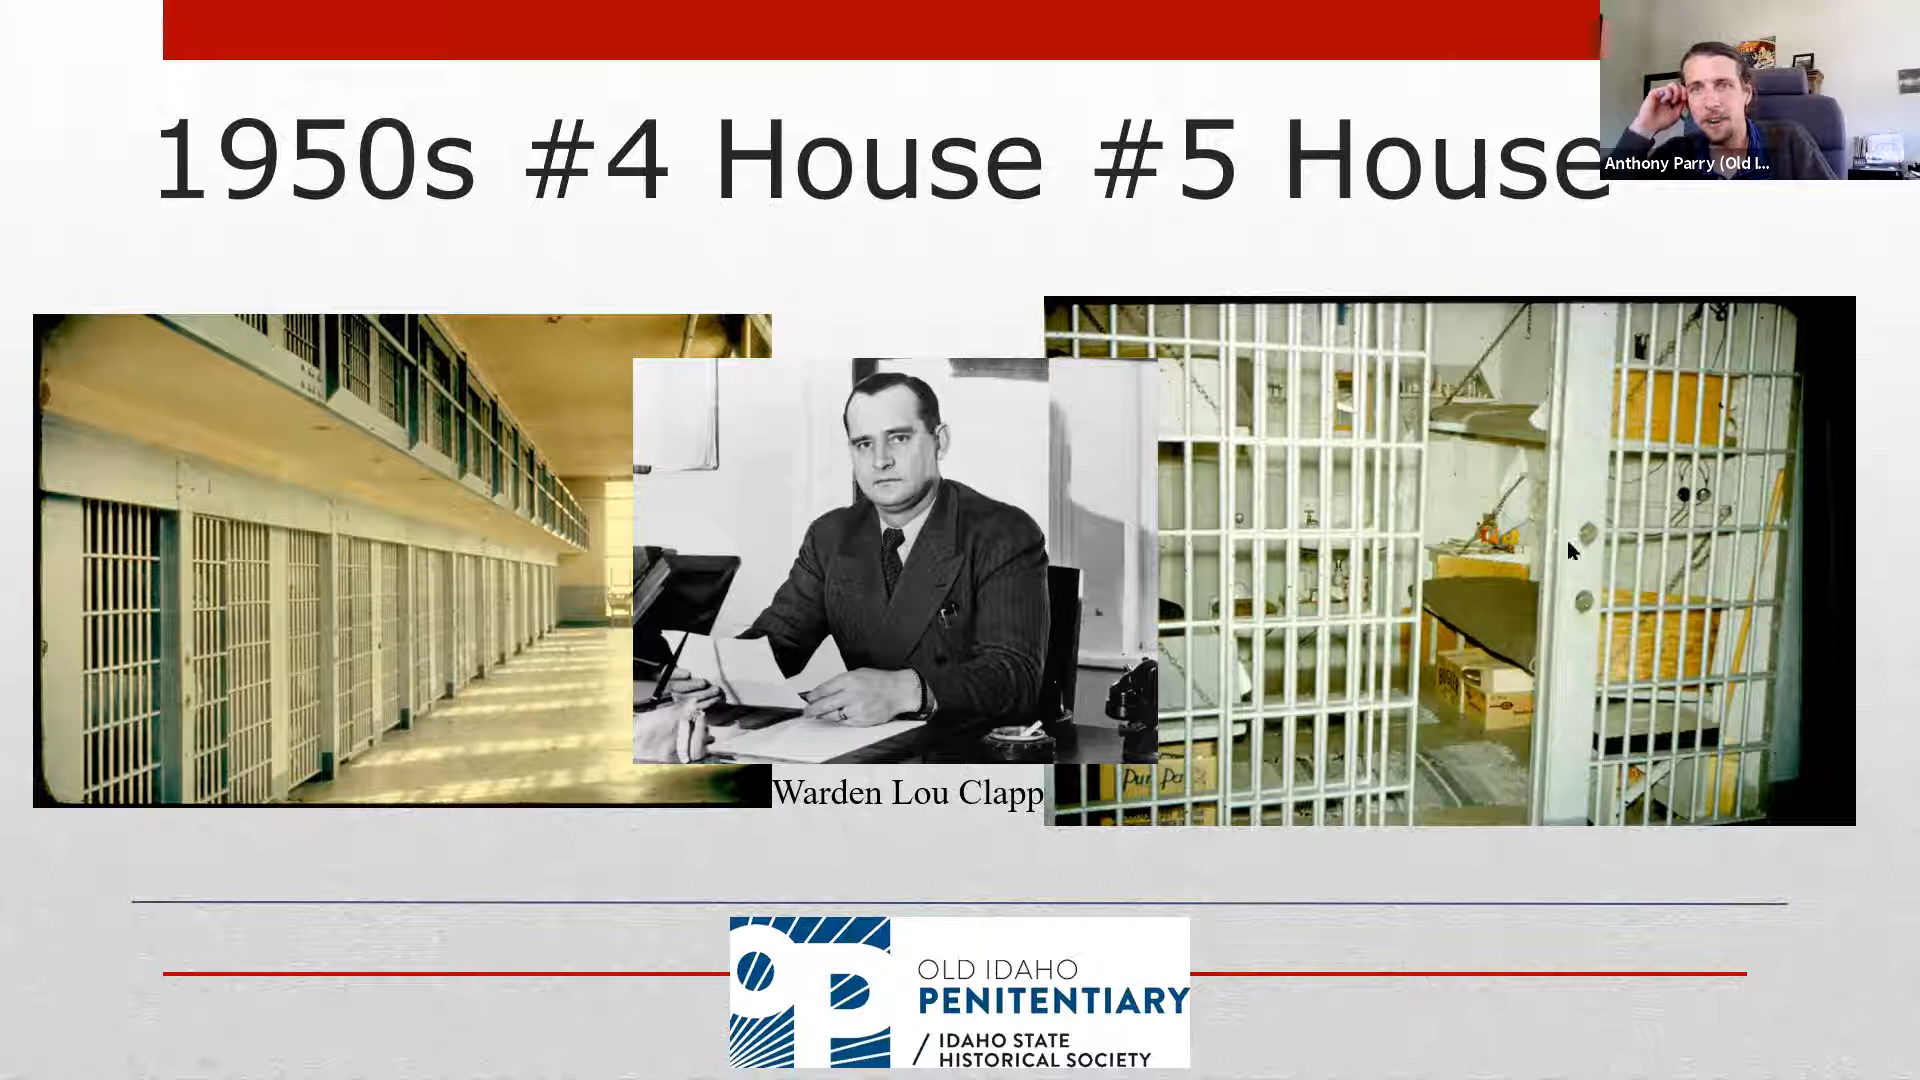 1950s #4 House #5 House
Anthony Parry (Old I...
Warden Lou Clapp
OLD IDAHO
PENITENTIARY
/ IDAHO STATE
HISTORICAL SOCIETY